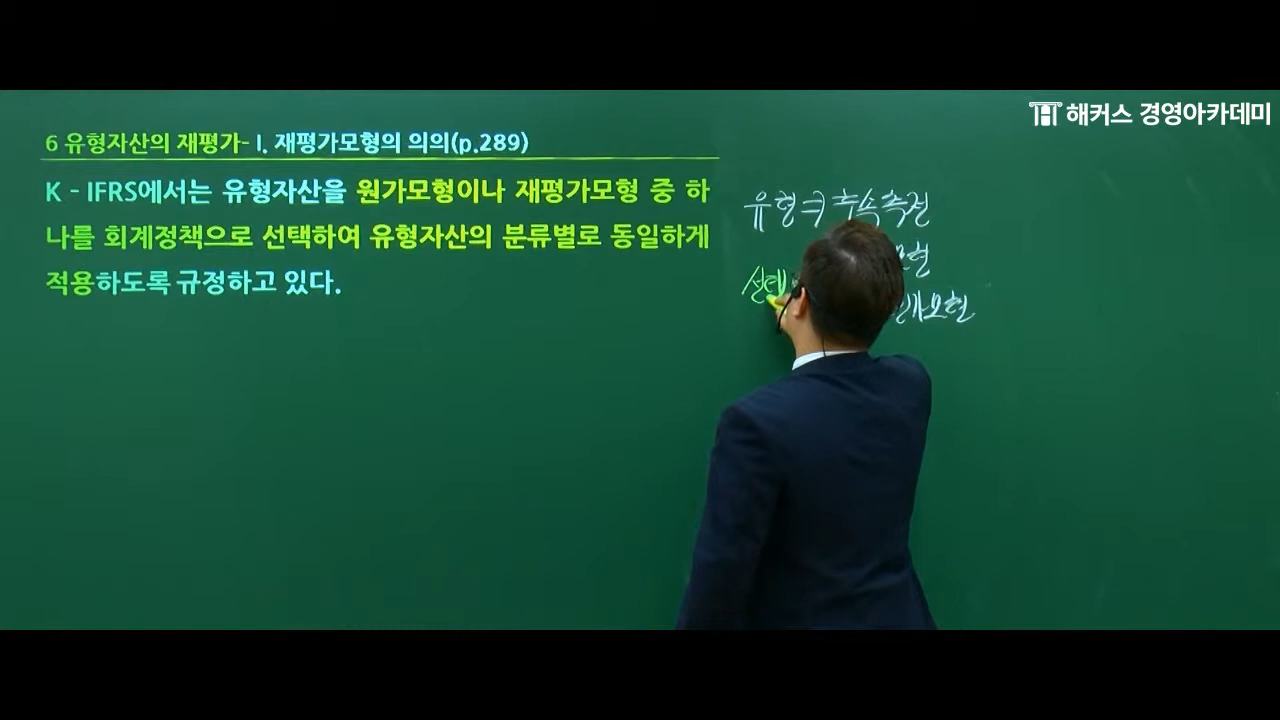 해커스 경영아카데미
6 유형자산의 재평가- I. 재평가모형의 의의(p.289)
K - IFRS에서는 유형자산을 원가모형이나 재평가모형 중 하
나를 회계정책으로 선택하여 유형자산의 분류별로 동일하게
적용하도록 규정하고 있다.
유형 후속측정
선택